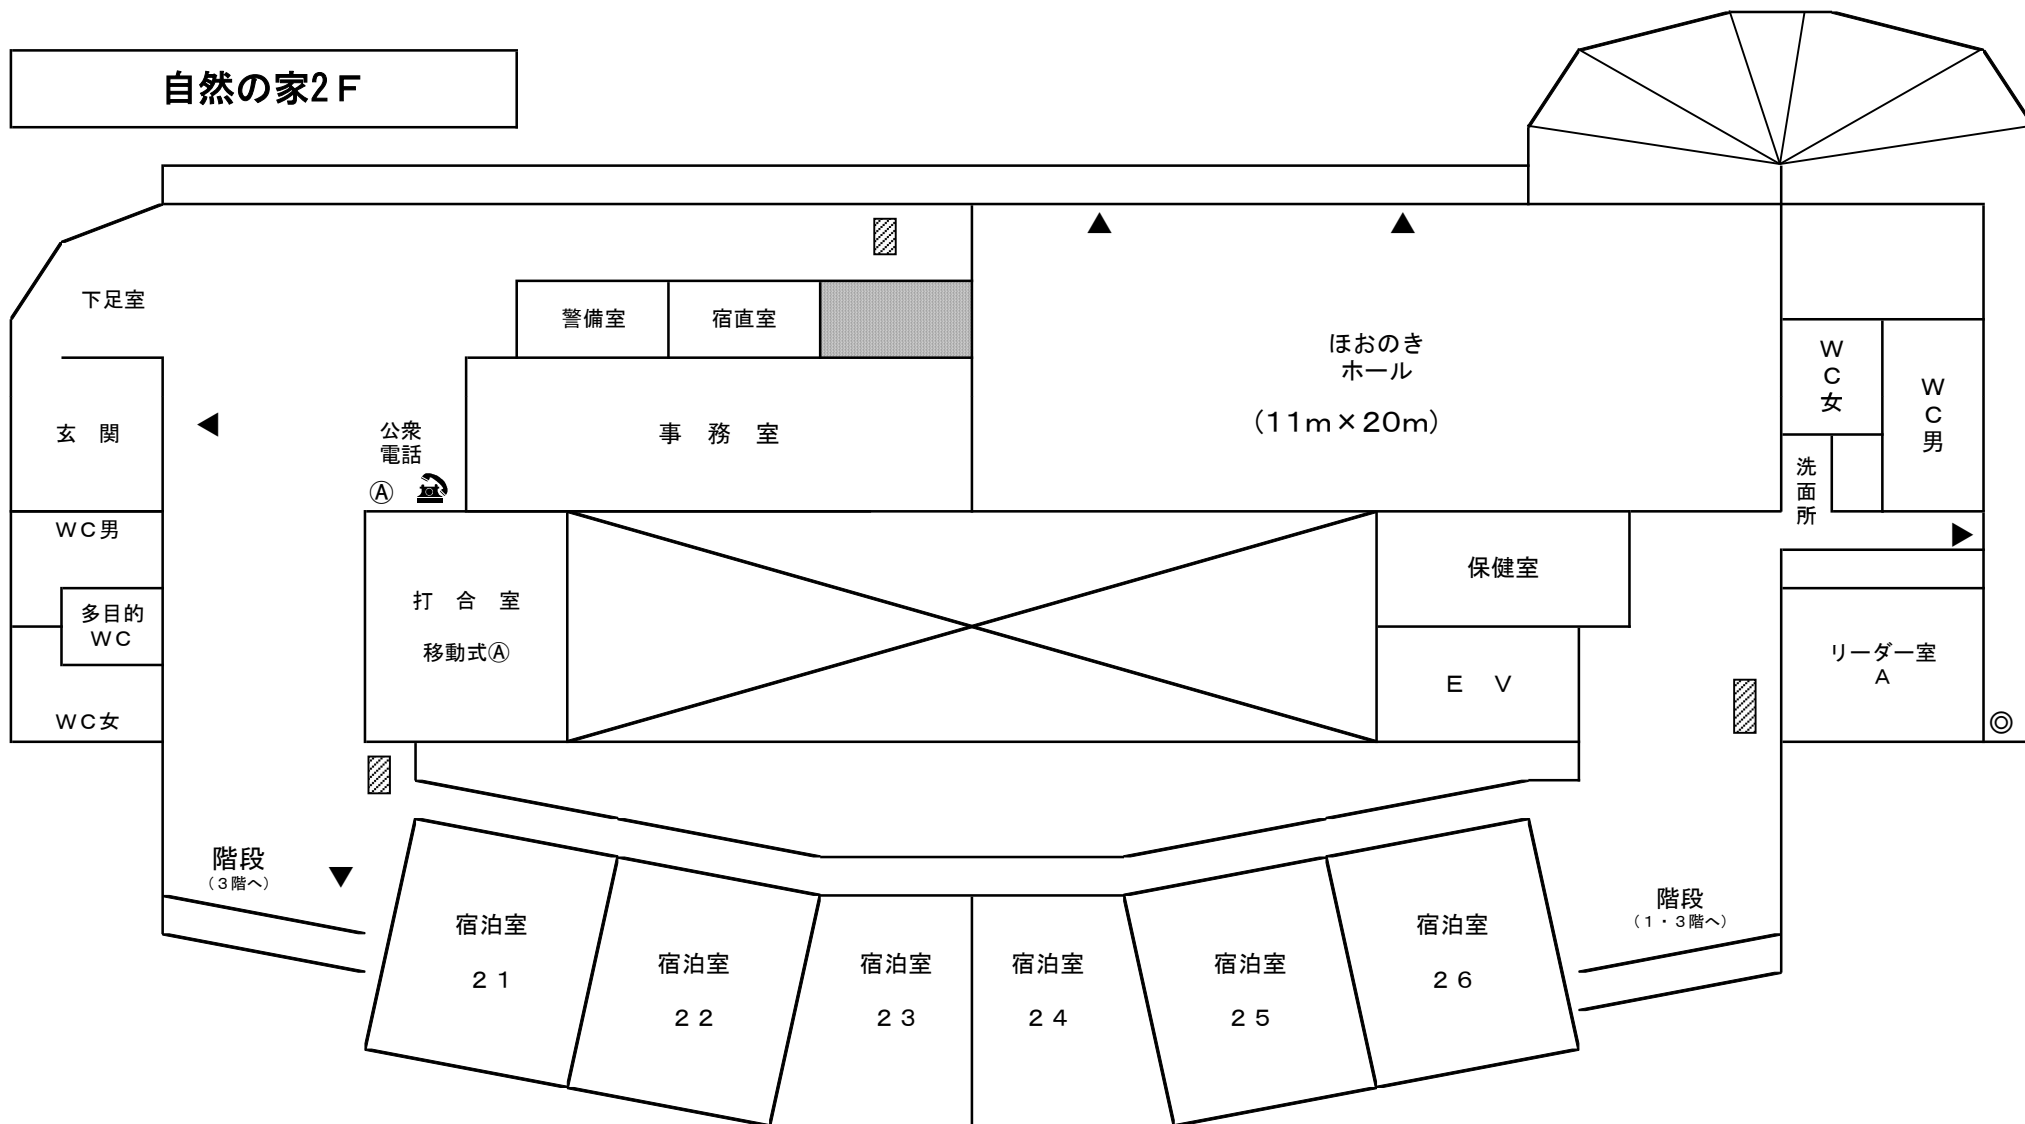 自然の家2F
下足室
警備室
宿直室
ほおのき
ホール
(11m×20m)
WC女
WC男
玄 関
公衆
電話
Ⓐ
事 務 室
洗面所
WC男
打 合 室
移動式Ⓐ
保健室
多目的
WC
リーダー室
A
E V
WC女
◎
階段
(3階へ)
階段
(1・3階へ)
宿泊室
21
宿泊室
22
宿泊室
23
宿泊室
24
宿泊室
25
宿泊室
26